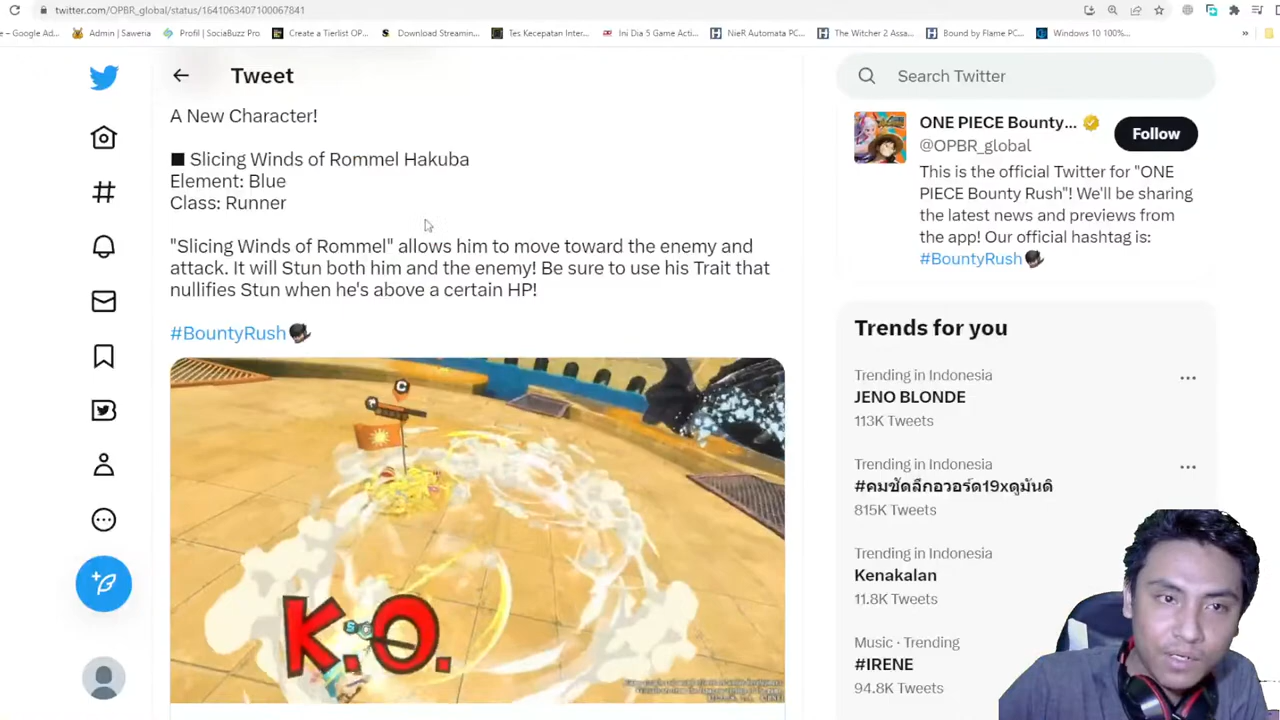 twitter.com/OPBR_global/status/1641063407100067841
e – Google Ad...
Admin | Saweria
Profil | SociaBuzz Pro
Create a Tierlist OP...
Download Streamin...
Tes Kecepatan Inter...
Ini Dia 5 Game Acti...
NieR Automata PC...
The Witcher 2 Assa...
Bound by Flame PC...
Windows 10 100%...
»
Tweet
A New Character!
■ Slicing Winds of Rommel Hakuba
Element: Blue
Class: Runner
"Slicing Winds of Rommel" allows him to move toward the enemy and
attack. It will Stun both him and the enemy! Be sure to use his Trait that
nullifies Stun when he's above a certain HP!
#BountyRush
C
K.O.
Search Twitter
ONE PIECE Bounty...
@OPBR_global
Follow
This is the official Twitter for "ONE
PIECE Bounty Rush"! We'll be sharing
the latest news and previews from
the app! Our official hashtag is:
#BountyRush
Trends for you
Trending in Indonesia
JENO BLONDE
113K Tweets
Trending in Indonesia
#คมชัดลึกอวอร์ด19xดูมันดิ
815K Tweets
Trending in Indonesia
Kenakalan
11.8K Tweets
Music · Trending
#IRENE
94.8K Tweets